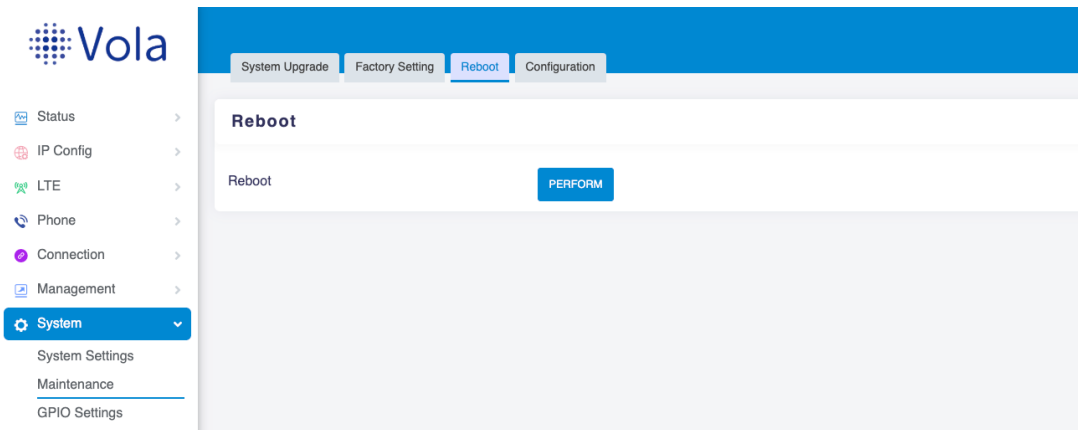 Vola
System Upgrade Factory Setting Reboot Configuration
Status
IP Config
LTE
Phone
Connection
Management
System
System Settings
Maintenance
GPIO Settings
Reboot
Reboot PERFORM